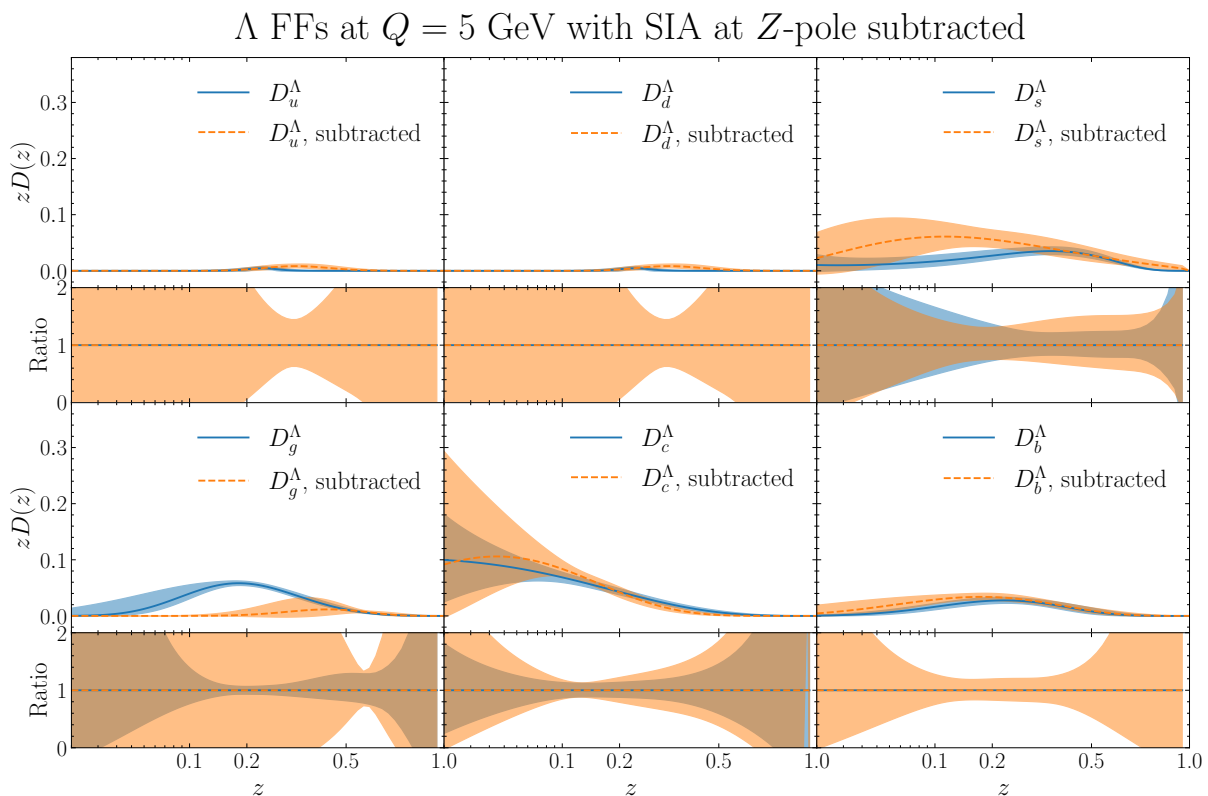 Λ FFs at Q = 5 GeV with SIA at Z-pole subtracted
D_u^Λ
D_u^Λ, subtracted
D_d^Λ
D_d^Λ, subtracted
D_s^Λ
D_s^Λ, subtracted
zD(z)
0.3
0.2
0.1
0.0
Ratio
2
1
0
D_g^Λ
D_g^Λ, subtracted
D_c^Λ
D_c^Λ, subtracted
D_b^Λ
D_b^Λ, subtracted
zD(z)
0.3
0.2
0.1
0.0
Ratio
2
1
0
0.1 0.2 0.5 1.0 0.1 0.2 0.5 1.0 0.1 0.2 0.5 1.0
z z z